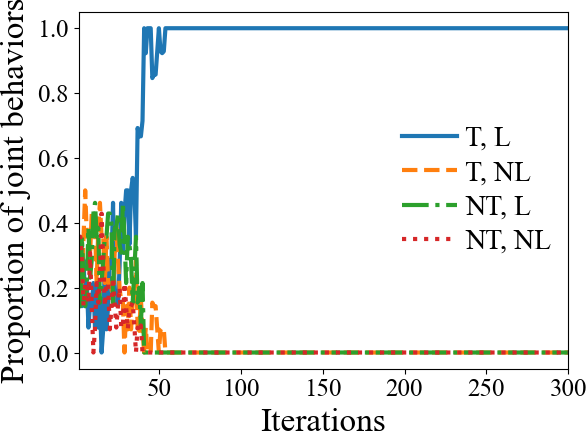 Proportion of joint behaviors
1.0
0.8
0.6
0.4
0.2
0.0
T, L
T, NL
NT, L
NT, NL
50 100 150 200 250 300
Iterations